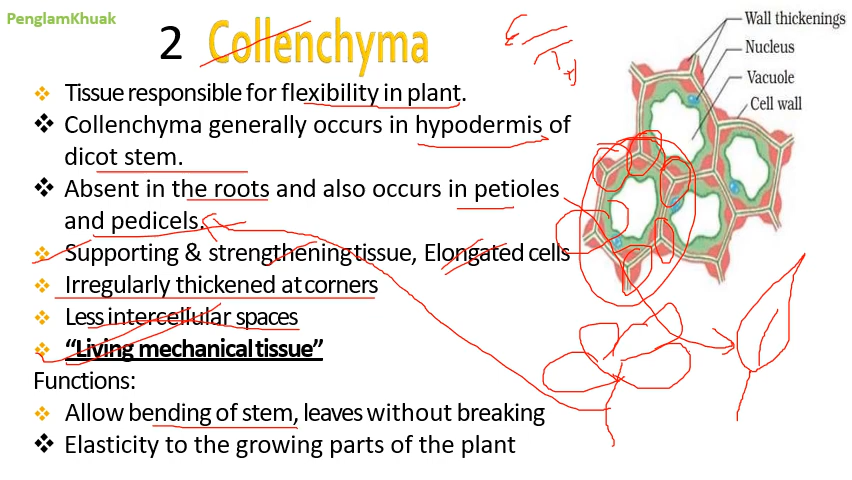 PenglamKhuak
2 Collenchyma
Tissue responsible for flexibility in plant.
Collenchyma generally occurs in hypodermis of
dicot stem.
Absent in the roots and also occurs in petioles
and pedicels.
Supporting & strengthening tissue, Elongated cells
Irregularly thickened at corners
Less intercellular spaces
“Living mechanical tissue”
Functions:
Allow bending of stem, leaves without breaking
Elasticity to the growing parts of the plant
Wall thickenings
Nucleus
Vacuole
Cell wall